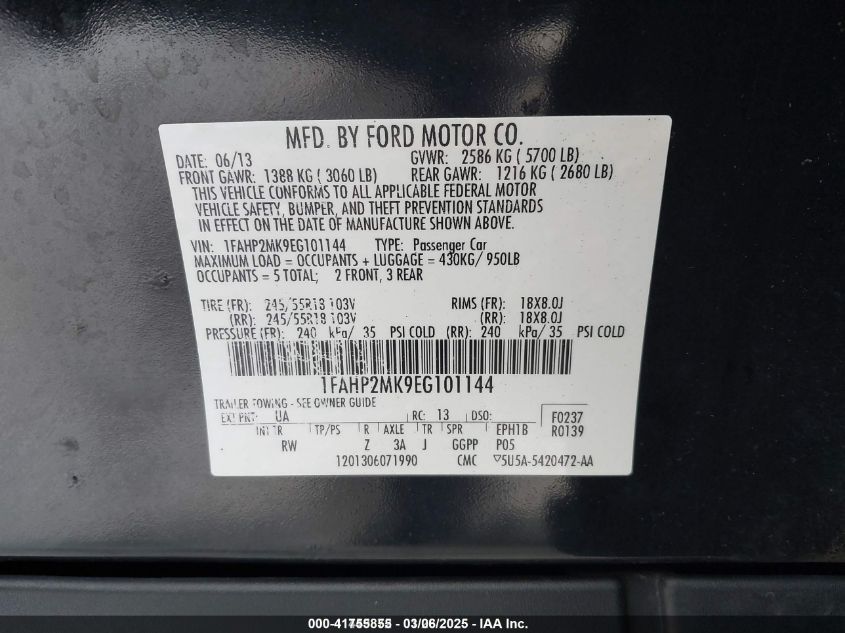 MFD. BY FORD MOTOR CO.
DATE: 06/13 GVWR: 2586 KG ( 5700 LB)
FRONT GAWR: 1388 KG ( 3060 LB) REAR GAWR: 1216 KG ( 2680 LB)
THIS VEHICLE CONFORMS TO ALL APPLICABLE FEDERAL MOTOR
VEHICLE SAFETY, BUMPER, AND THEFT PREVENTION STANDARDS
IN EFFECT ON THE DATE OF MANUFACTURE SHOWN ABOVE.
VIN: 1FAHP2MK9EG101144 TYPE: Passenger Car
MAXIMUM LOAD = OCCUPANTS + LUGGAGE = 430KG/ 950LB
OCCUPANTS = 5 TOTAL; 2 FRONT, 3 REAR
TIRE (FR): 245/55R18 103V RIMS (FR): 18X8.0J
(RR): 245/55R18 103V (RR): 18X8.0J
PRESSURE (FR): 240 kPa/ 35 PSI COLD (RR): 240 kPa/ 35 PSI COLD
1FAHP2MK9EG101144
TRAILER TOWING - SEE OWNER GUIDE
EXT PNT: UA RC: 13 DSO: F0237
INT TR TP/PS R AXLE TR SPR EPH1B R0139
RW Z 3A J GGPP P05
1201306071990 CMC ▽5U5A-5420472-AA
03/06/2025 - IAA Inc.